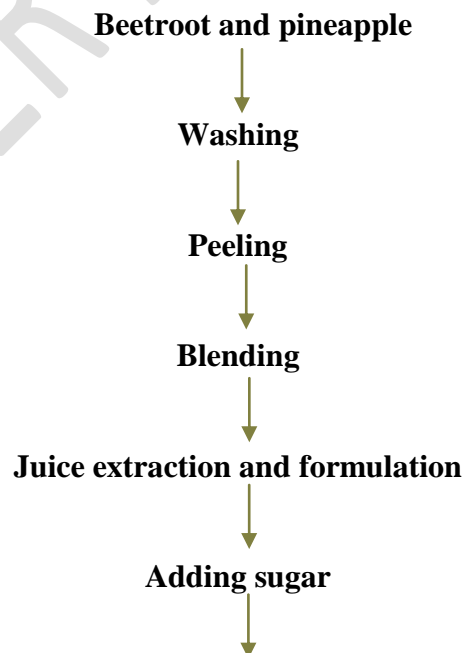 Beetroot and pineapple
Washing
Peeling
Blending
Juice extraction and formulation
Adding sugar